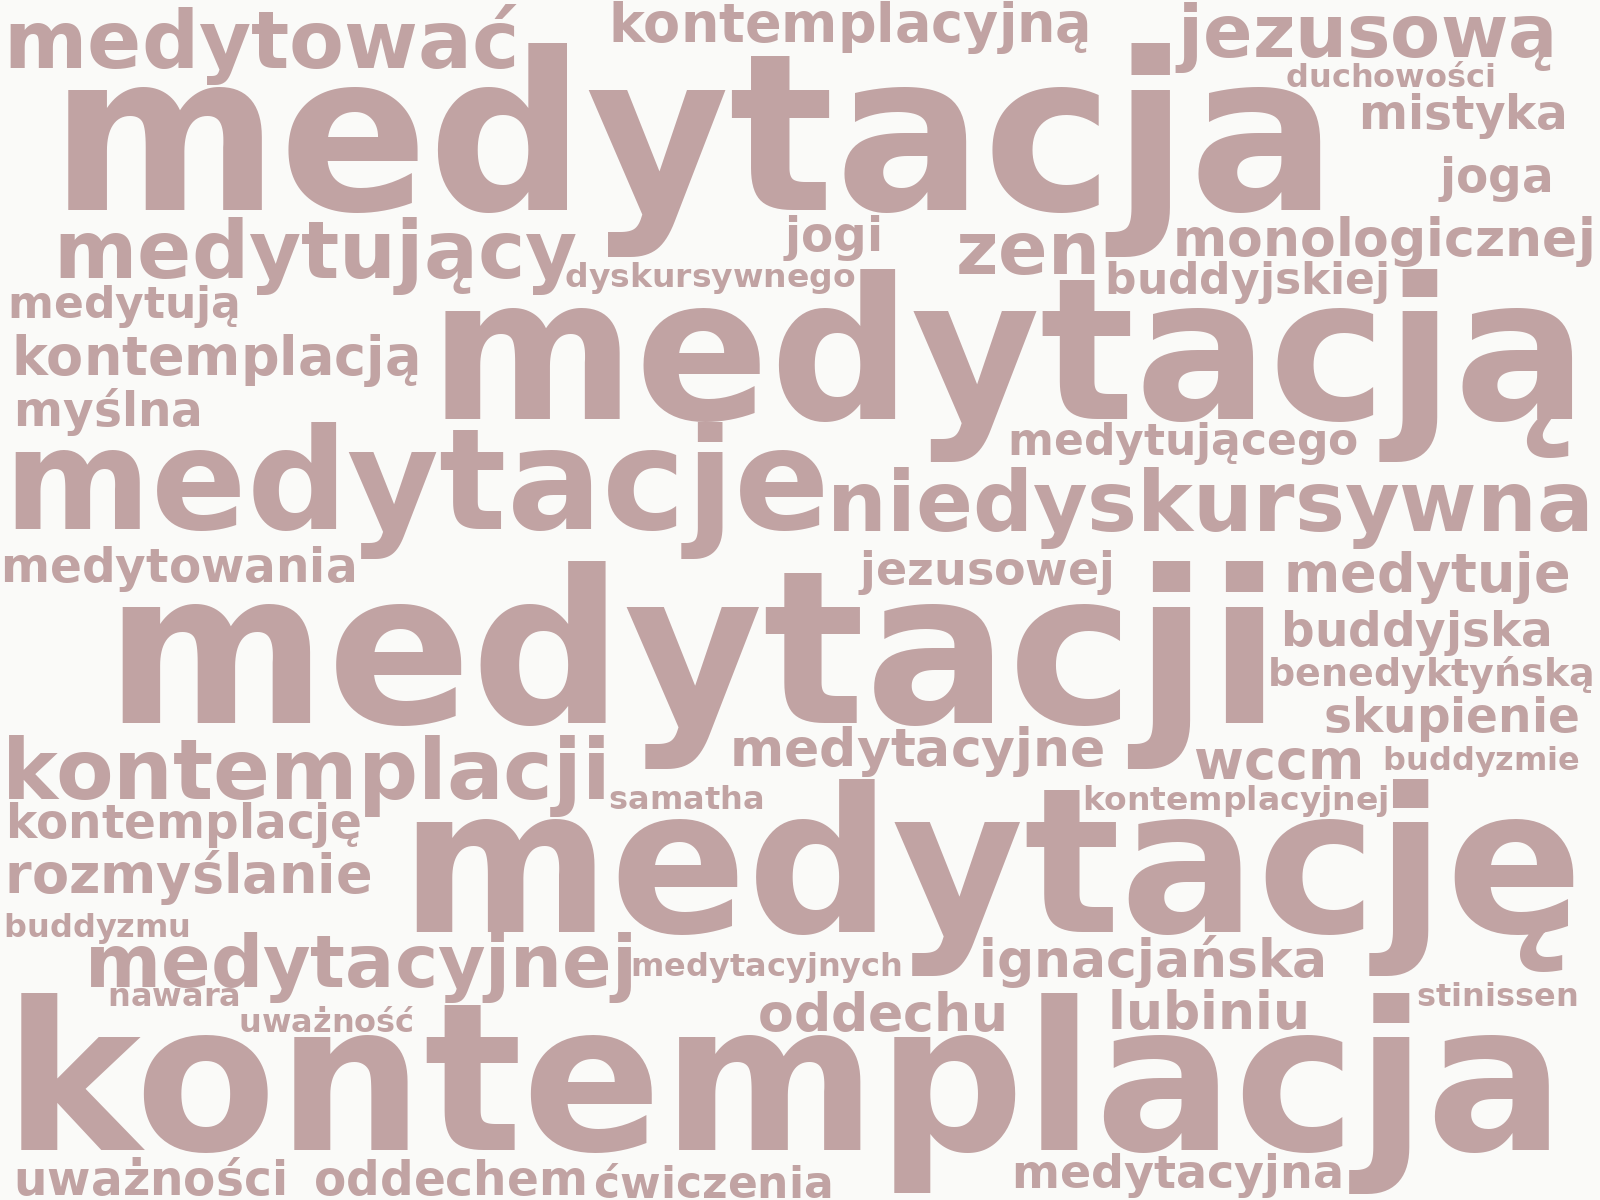 medytować kontemplacyjną jezusową
duchowości
medytacja mistyka
joga
medytujący jogi zen monologicznej
dyskursywnego buddyjskiej
medytują
kontemplacją medytacją
myślna
medytującego
medytacje niedyskursywna
medytowania jezusowej medytuje
medytacji buddyjska
benedyktyńską
skupienie
kontemplacji medytacyjne wccm buddyzmie
samatha kontemplacyjnej
kontemplację medytację
rozmyślanie
buddyzmu
medytacyjnej medytacyjnych ignacjańska
nawara stinissen
uważność oddechu lubiniu
kontemplacja
uważności oddechem ćwiczenia medytacyjna